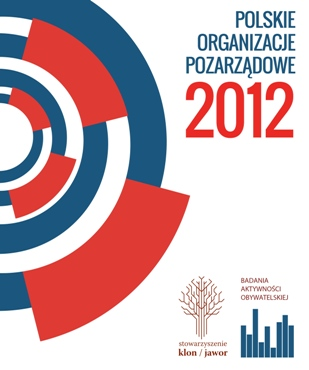 POLSKIE
ORGANIZACJE
POZARZĄDOWE
2012
BADANIA
AKTYWNOŚCI
OBYWATELSKIEJ
stowarzyszenie
klon / jawor